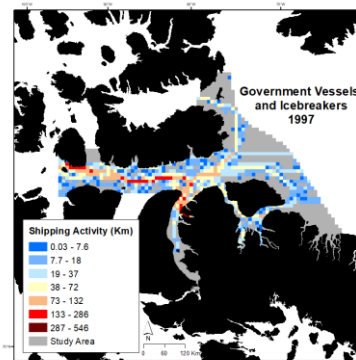 Government Vessels
and Icebreakers
1997
Shipping Activity (Km)
0.03 - 7.6
7.7 - 18
19 - 37
38 - 72
73 - 132
133 - 286
287 - 546
Study Area
N
0
60
120 Km